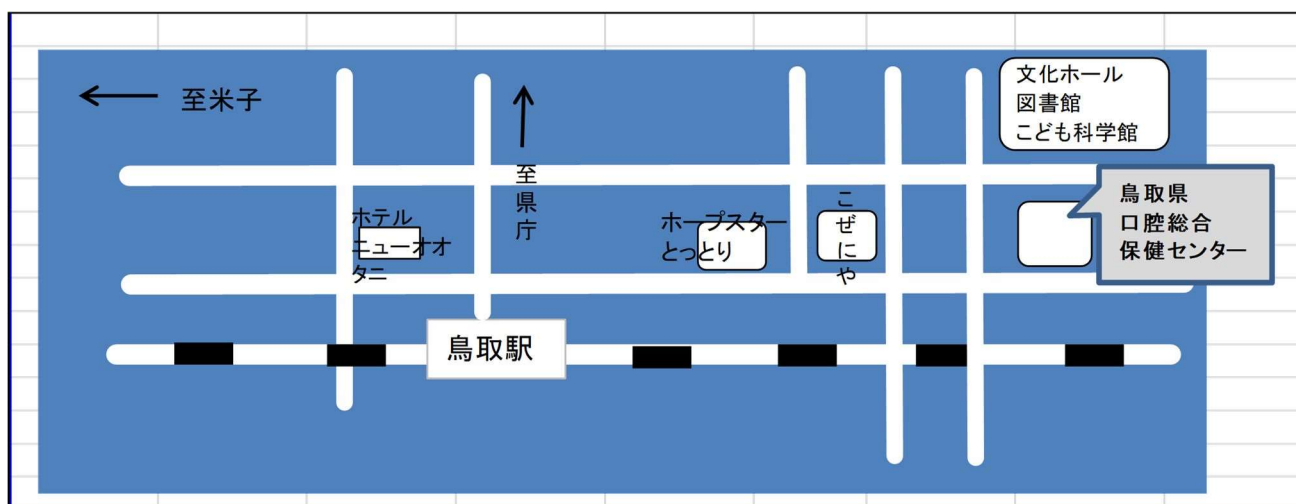 至米子
至県庁
文化ホール
図書館
こども科学館
鳥取県
口腔総合
保健センター
ホテル
ニューオオ
タニ
ホープスター
とっとり
こぜにや
鳥取駅